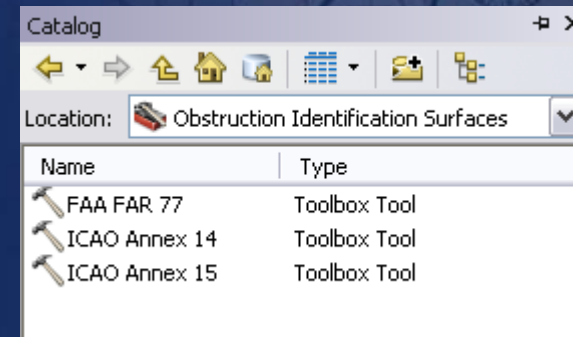 Catalog
Location: Obstruction Identification Surfaces
Name Type
FAA FAR 77 Toolbox Tool
ICAO Annex 14 Toolbox Tool
ICAO Annex 15 Toolbox Tool